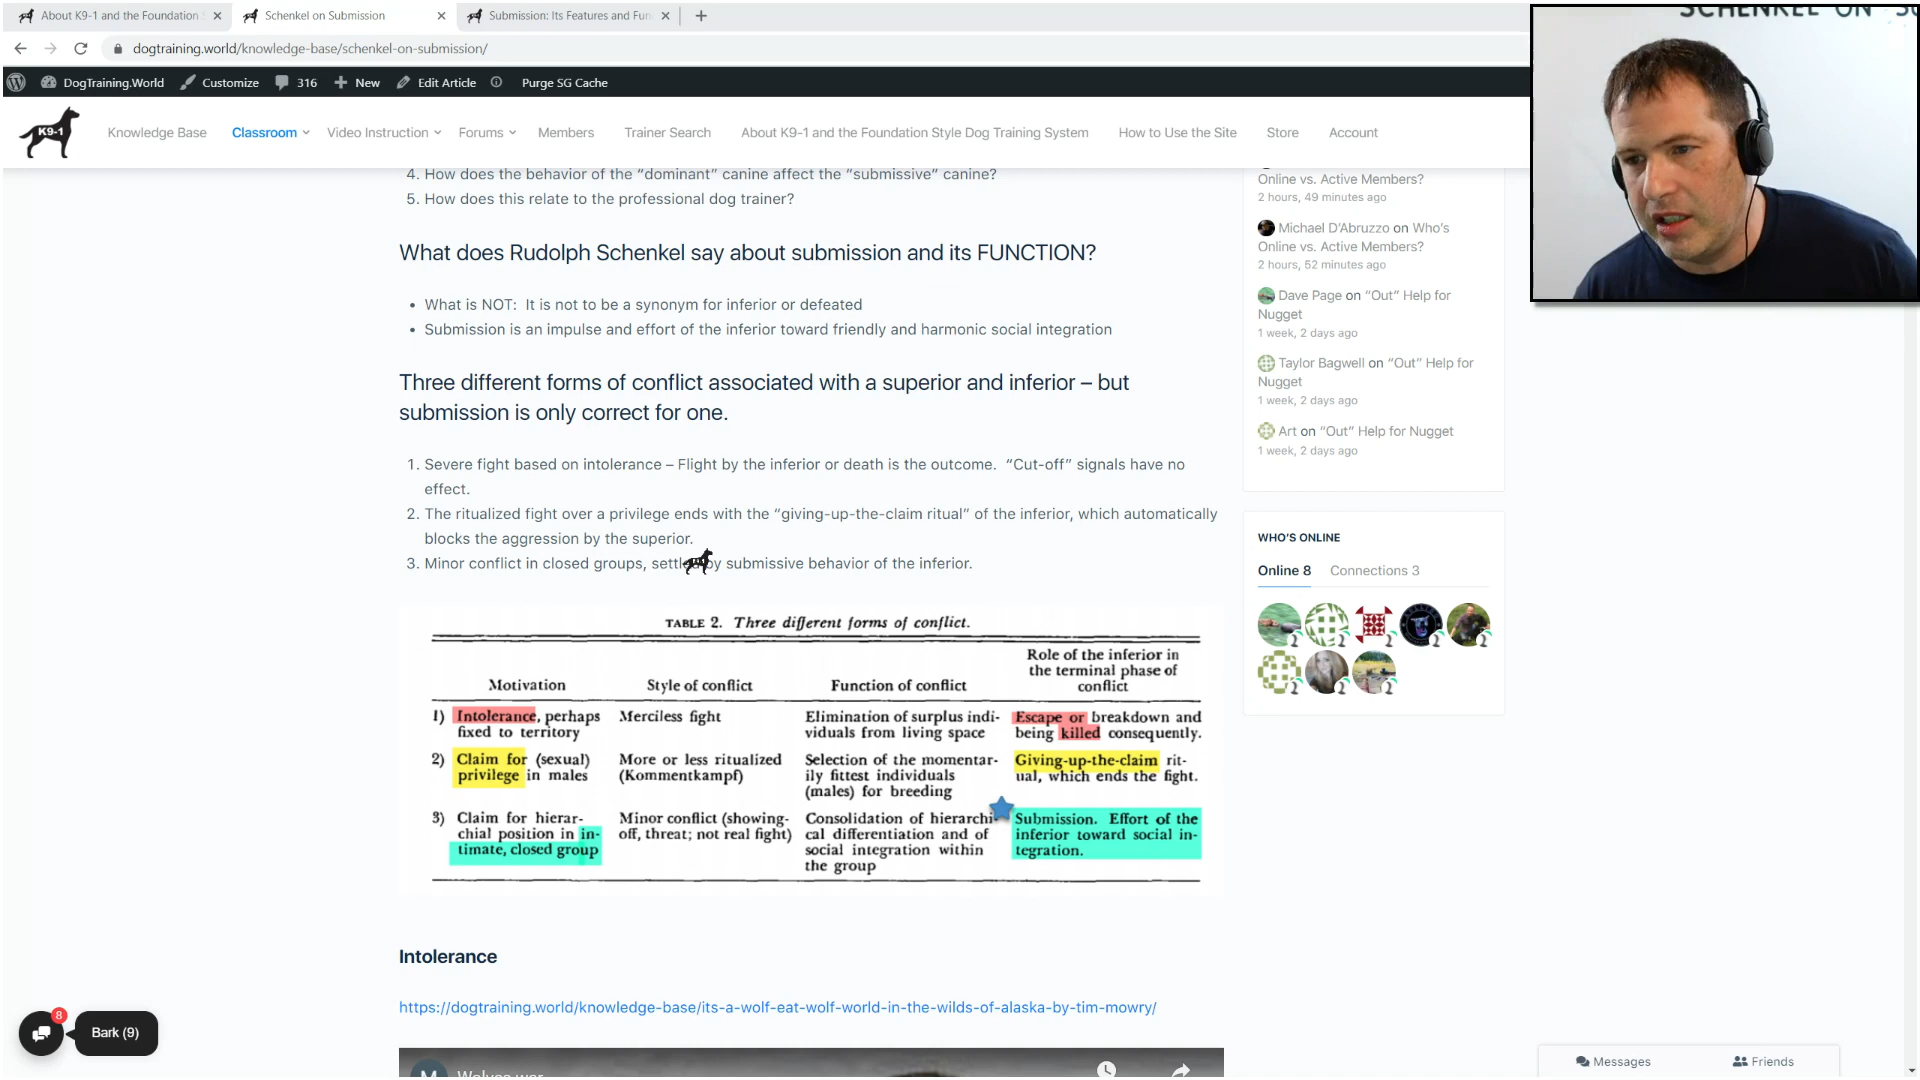 About K9-1 and the Foundation
Schenkel on Submission
Submission: Its Features and Fun
dogtraining.world/knowledge-base/schenkel-on-submission/
DogTraining.World
Customize
316
New
Edit Article
Purge SG Cache
K9-1
Knowledge Base
Classroom
Video Instruction
Forums
Members
Trainer Search
About K9-1 and the Foundation Style Dog Training System
How to Use the Site
Store
Account
4. How does the behavior of the “dominant” canine affect the “submissive” canine?
5. How does this relate to the professional dog trainer?
What does Rudolph Schenkel say about submission and its FUNCTION?
• What is NOT: It is not to be a synonym for inferior or defeated
• Submission is an impulse and effort of the inferior toward friendly and harmonic social integration
Three different forms of conflict associated with a superior and inferior – but
submission is only correct for one.
1. Severe fight based on intolerance – Flight by the inferior or death is the outcome. “Cut-off” signals have no
effect.
2. The ritualized fight over a privilege ends with the “giving-up-the-claim ritual” of the inferior, which automatically
blocks the aggression by the superior.
3. Minor conflict in closed groups, settled by submissive behavior of the inferior.
TABLE 2. Three different forms of conflict.
Motivation
Style of conflict
Function of conflict
Role of the inferior in
the terminal phase of
conflict
1) Intolerance, perhaps
fixed to territory
Merciless fight
Elimination of surplus indi-
viduals from living space
Escape or breakdown and
being killed consequently.
2) Claim for (sexual)
privilege in males
More or less ritualized
(Kommentkampf)
Selection of the momentar-
ily fittest individuals
(males) for breeding
Giving-up-the-claim rit-
ual, which ends the fight.
3) Claim for hierar-
chial position in in-
timate, closed group
Minor conflict (showing-
off, threat; not real fight)
Consolidation of hierarchi-
cal differentiation and of
social integration within
the group
Submission. Effort of the
inferior toward social in-
tegration.
Intolerance
https://dogtraining.world/knowledge-base/its-a-wolf-eat-wolf-world-in-the-wilds-of-alaska-by-tim-mowry/
Online vs. Active Members?
2 hours, 49 minutes ago
Michael D’Abruzzo on Who’s
Online vs. Active Members?
2 hours, 52 minutes ago
Dave Page on “Out” Help for
Nugget
1 week, 2 days ago
Taylor Bagwell on “Out” Help for
Nugget
1 week, 2 days ago
Art on “Out” Help for Nugget
1 week, 2 days ago
WHO’S ONLINE
Online 8
Connections 3
8
Bark (9)
Messages
Friends